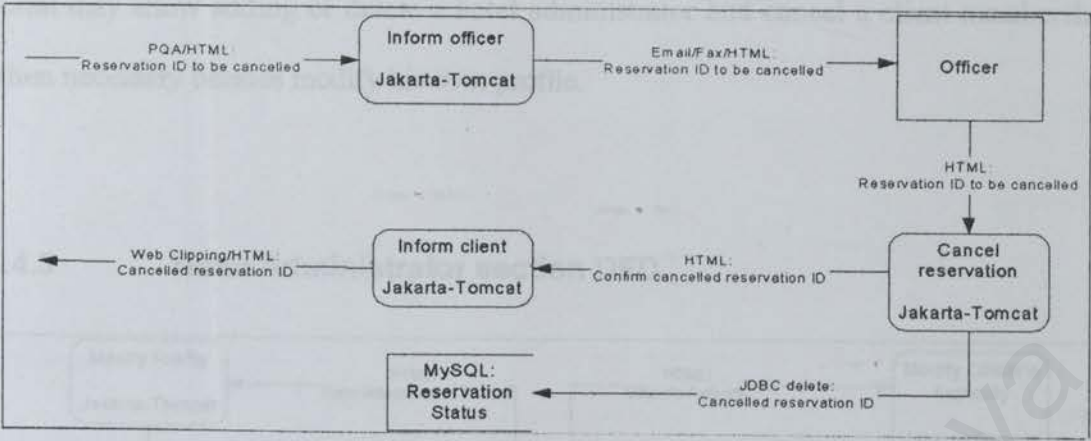 PQA/HTML:
Reservation ID to be cancelled
Inform officer
Jakarta-Tomcat
Email/Fax/HTML:
Reservation ID to be cancelled
Officer
HTML:
Reservation ID to be cancelled
Web Clipping/HTML:
Cancelled reservation ID
Inform client
Jakarta-Tomcat
HTML:
Confirm cancelled reservation ID
Cancel
reservation
Jakarta-Tomcat
MySQL:
Reservation
Status
JDBC delete:
Cancelled reservation ID